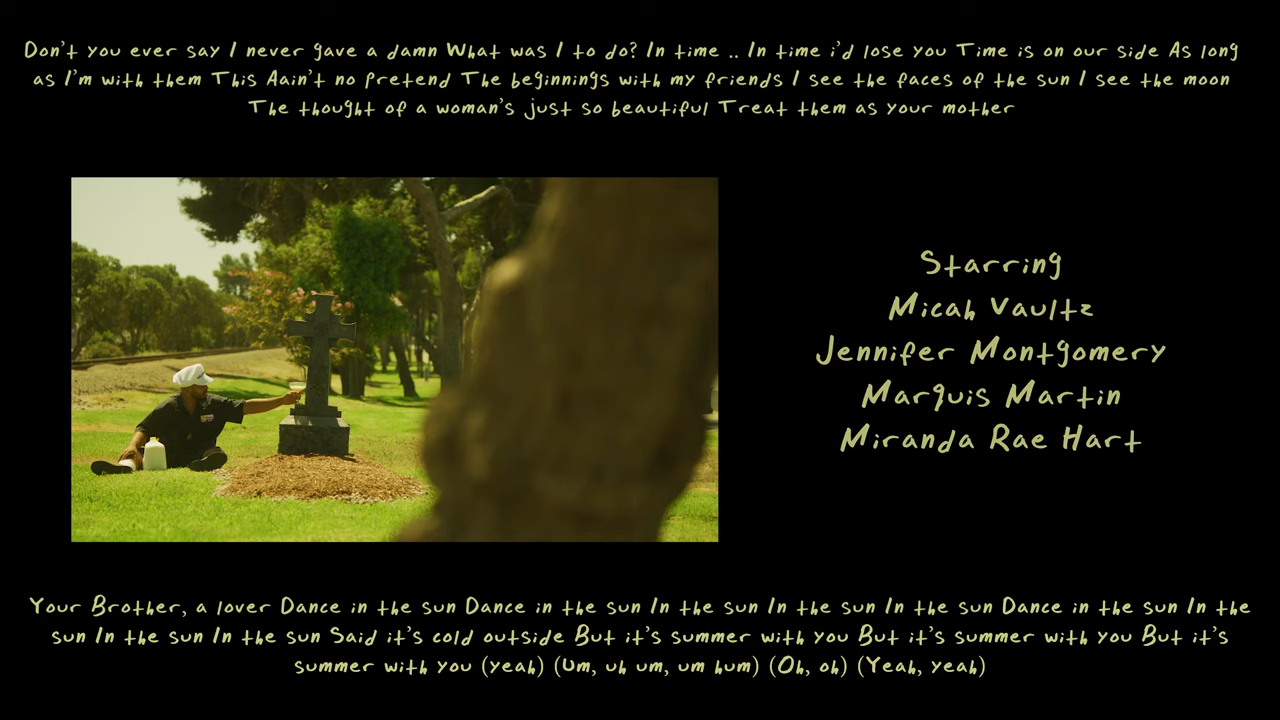 Don't you ever say I never gave a damn What was I to do? In time .. In time i'd lose you Time is on our side As long
as I'm with them This Aain't no Pretend The beginnings with my friends I see the faces of the sun I see the moon
The thought of a woman's just so beautiful Treat them as your mother
Starring
Micah Vaultz
Jennifer Montgomery
Marquis Martin
Miranda Rae Hart
Your Brother, a lover Dance in the sun Dance in the sun In the sun In the sun In the sun Dance in the sun In the
sun In the sun In the sun Said it's cold outside But it's summer with you But it's summer with you But it's
summer with you (yeah) (Um, uh um, um hum) (Oh, oh) (Yeah, yeah)